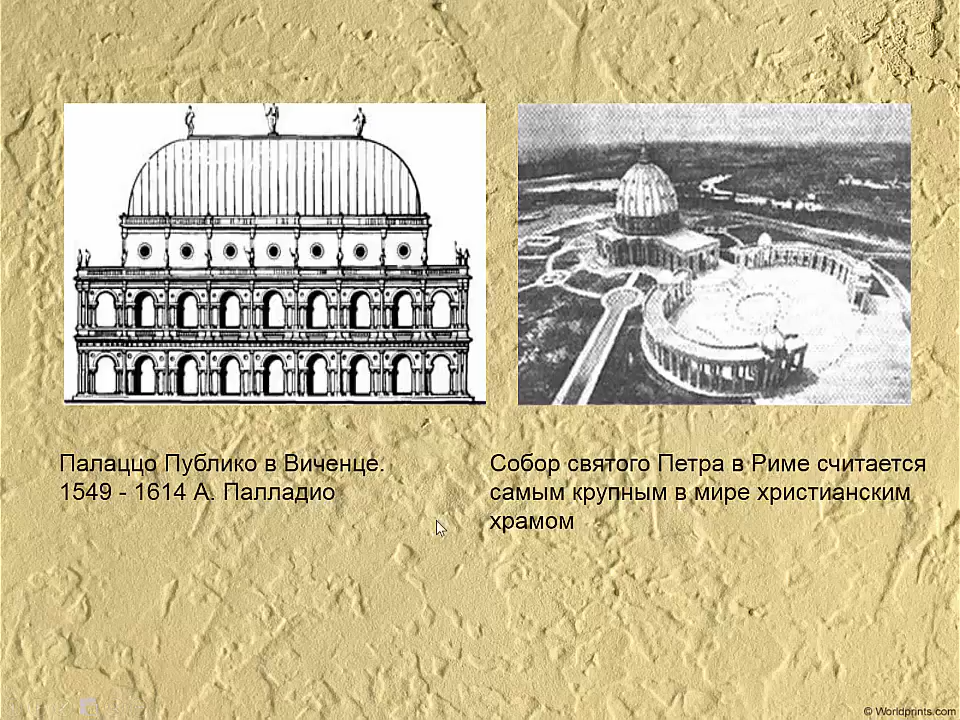 Палаццо Публико в Виченце.
1549 - 1614 А. Палладио
Собор святого Петра в Риме считается
самым крупным в мире христианским
храмом
© Worldprints.com